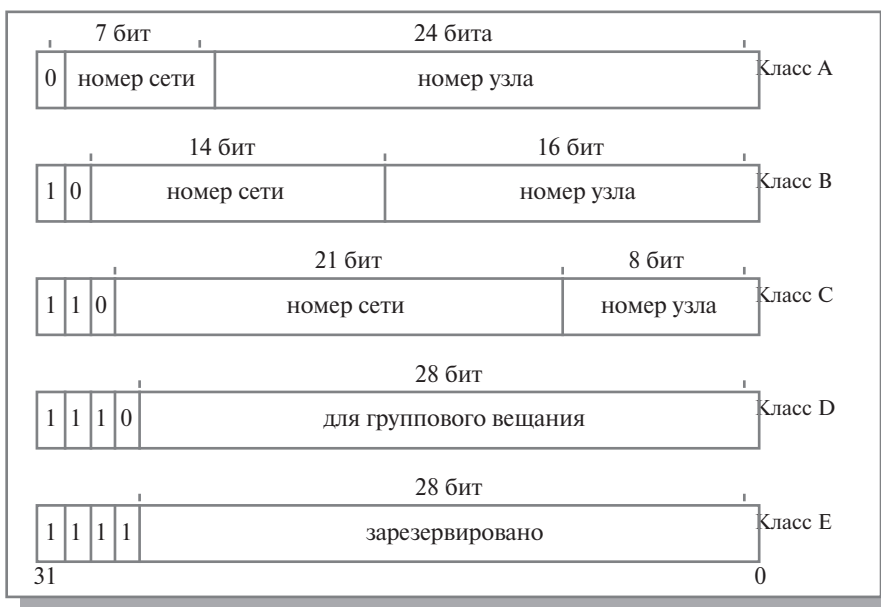 7 бит 24 бита
0 номер сети номер узла Класс A
14 бит 16 бит
1 0 номер сети номер узла Класс B
21 бит 8 бит
1 1 0 номер сети номер узла Класс C
28 бит
1 1 1 0 для группового вещания Класс D
28 бит
1 1 1 1 зарезервировано Класс E
31 0